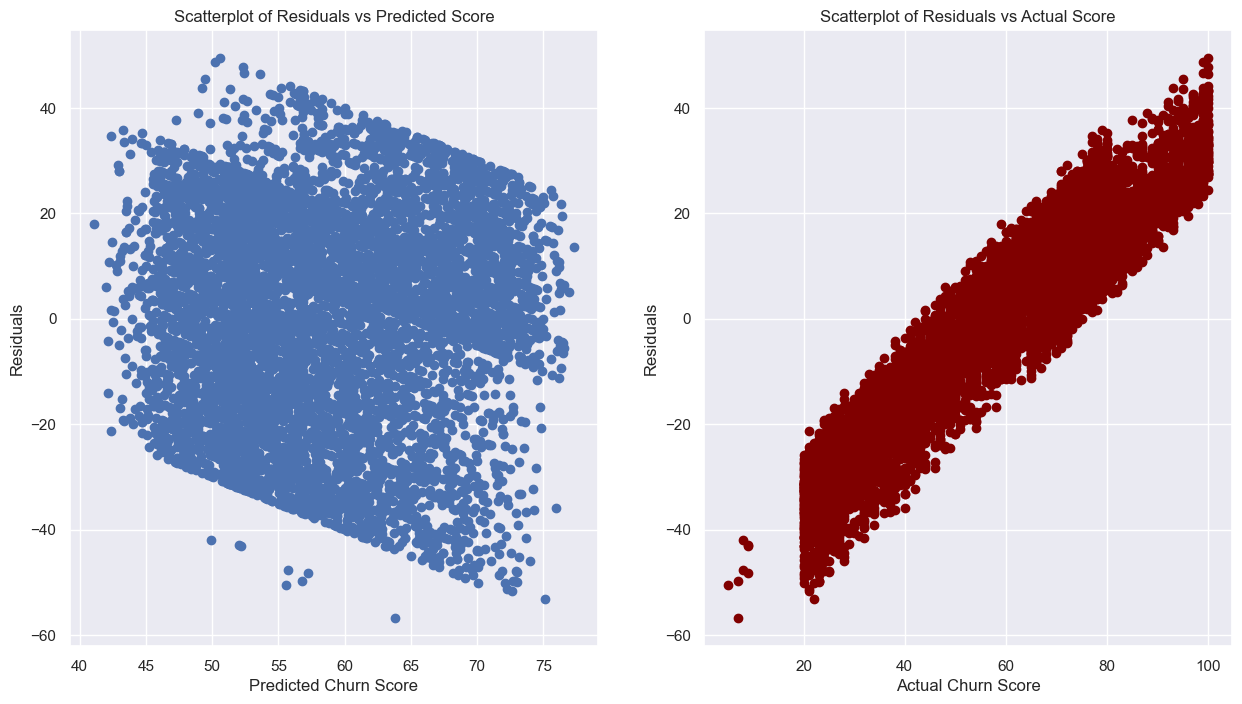 Scatterplot of Residuals vs Predicted Score
Residuals
40
20
0
−20
−40
−60
40 45 50 55 60 65 70 75
Predicted Churn Score
Scatterplot of Residuals vs Actual Score
Residuals
40
20
0
−20
−40
−60
20 40 60 80 100
Actual Churn Score